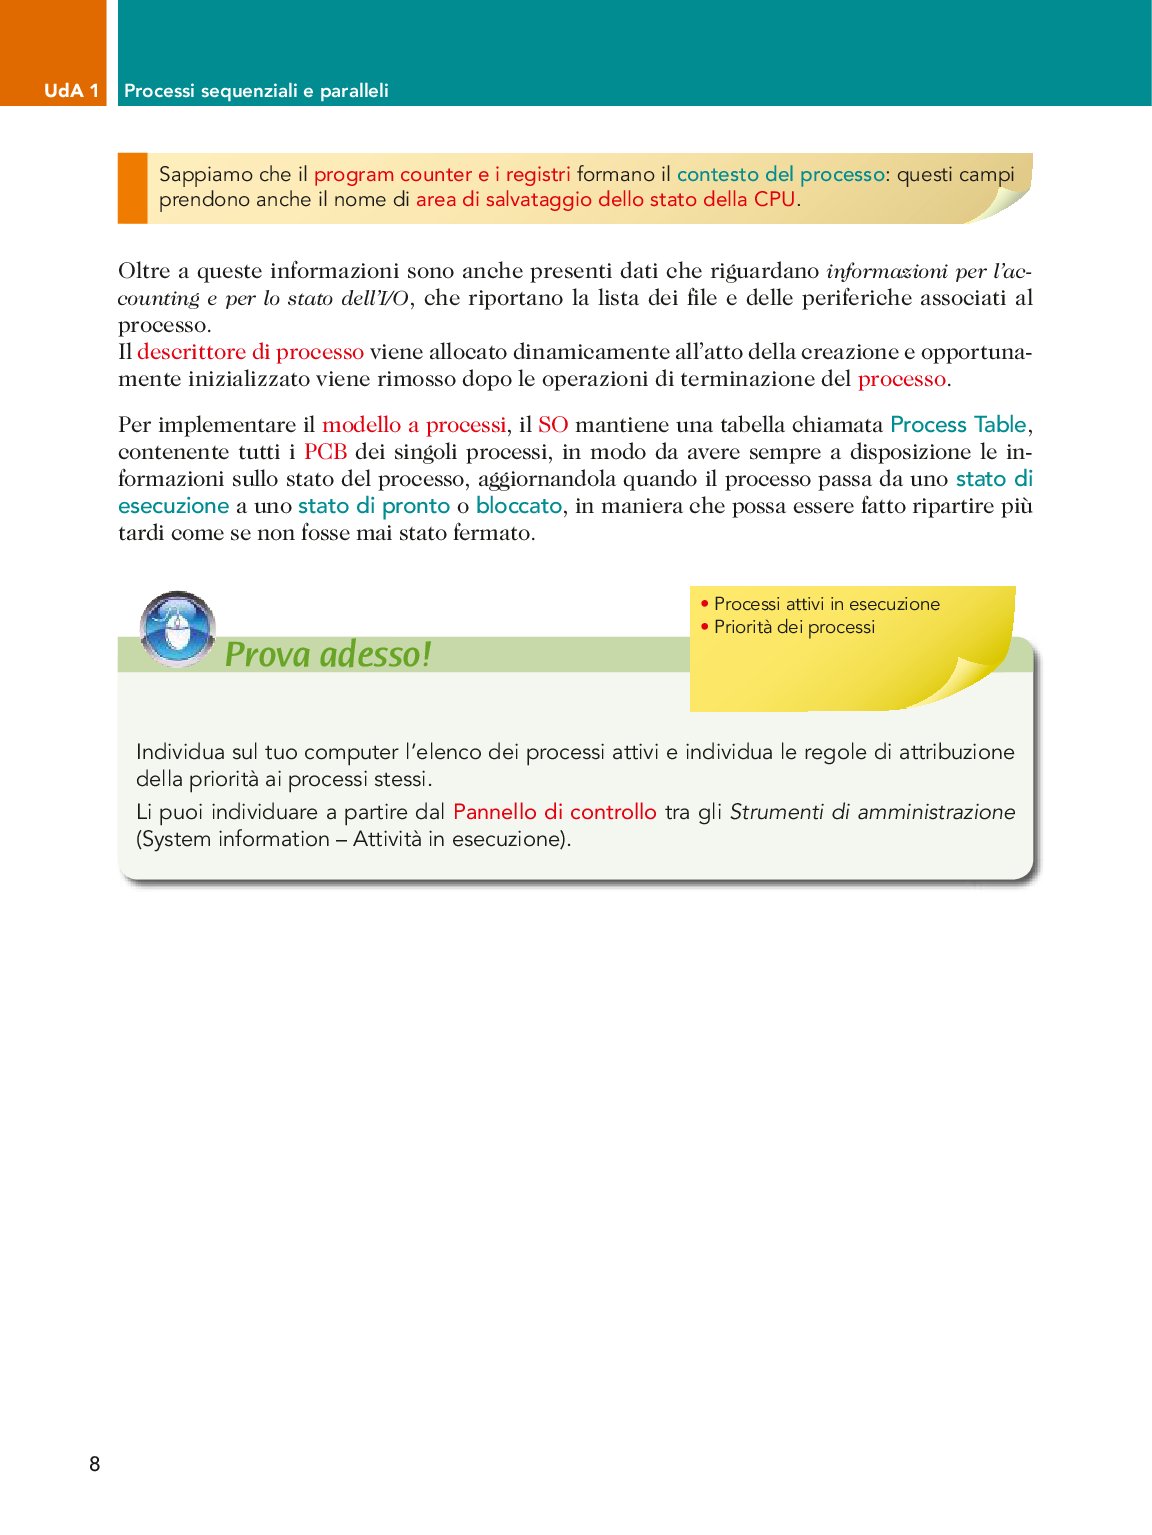 UdA 1 Processi sequenziali e paralleli
Sappiamo che il program counter e i registri formano il contesto del processo: questi campi
prendono anche il nome di area di salvataggio dello stato della CPU.
Oltre a queste informazioni sono anche presenti dati che riguardano informazioni per l’ac-
counting e per lo stato dell’I/O, che riportano la lista dei file e delle periferiche associati al
processo.
Il descrittore di processo viene allocato dinamicamente all’atto della creazione e opportuna-
mente inizializzato viene rimosso dopo le operazioni di terminazione del processo.
Per implementare il modello a processi, il SO mantiene una tabella chiamata Process Table,
contenente tutti i PCB dei singoli processi, in modo da avere sempre a disposizione le in-
formazioni sullo stato del processo, aggiornandola quando il processo passa da uno stato di
esecuzione a uno stato di pronto o bloccato, in maniera che possa essere fatto ripartire più
tardi come se non fosse mai stato fermato.
• Processi attivi in esecuzione
• Priorità dei processi
Prova adesso!
Individua sul tuo computer l’elenco dei processi attivi e individua le regole di attribuzione
della priorità ai processi stessi.
Li puoi individuare a partire dal Pannello di controllo tra gli Strumenti di amministrazione
(System information – Attività in esecuzione).
8